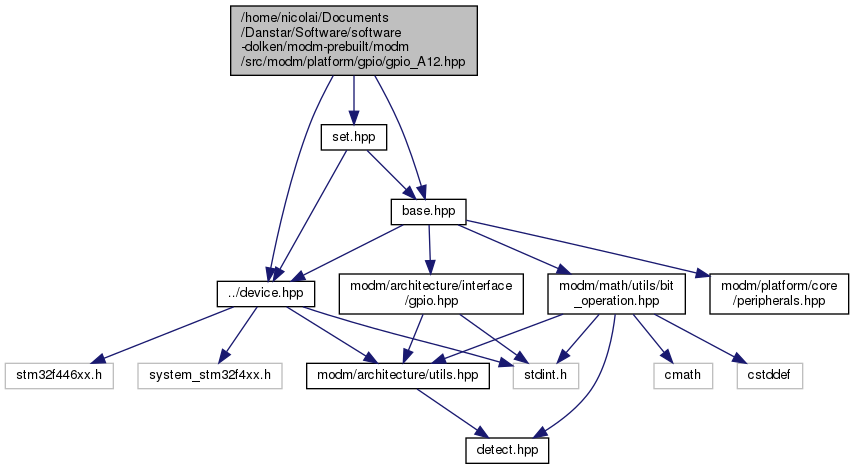 /home/nicolai/Documents
/Danstar/Software/software
-dolken/modm-prebuilt/modm
/src/modm/platform/gpio/gpio_A12.hpp
set.hpp
base.hpp
../device.hpp
modm/architecture/interface
/gpio.hpp
modm/math/utils/bit
_operation.hpp
modm/platform/core
/peripherals.hpp
stm32f446xx.h
system_stm32f4xx.h
modm/architecture/utils.hpp
stdint.h
cmath
cstddef
detect.hpp